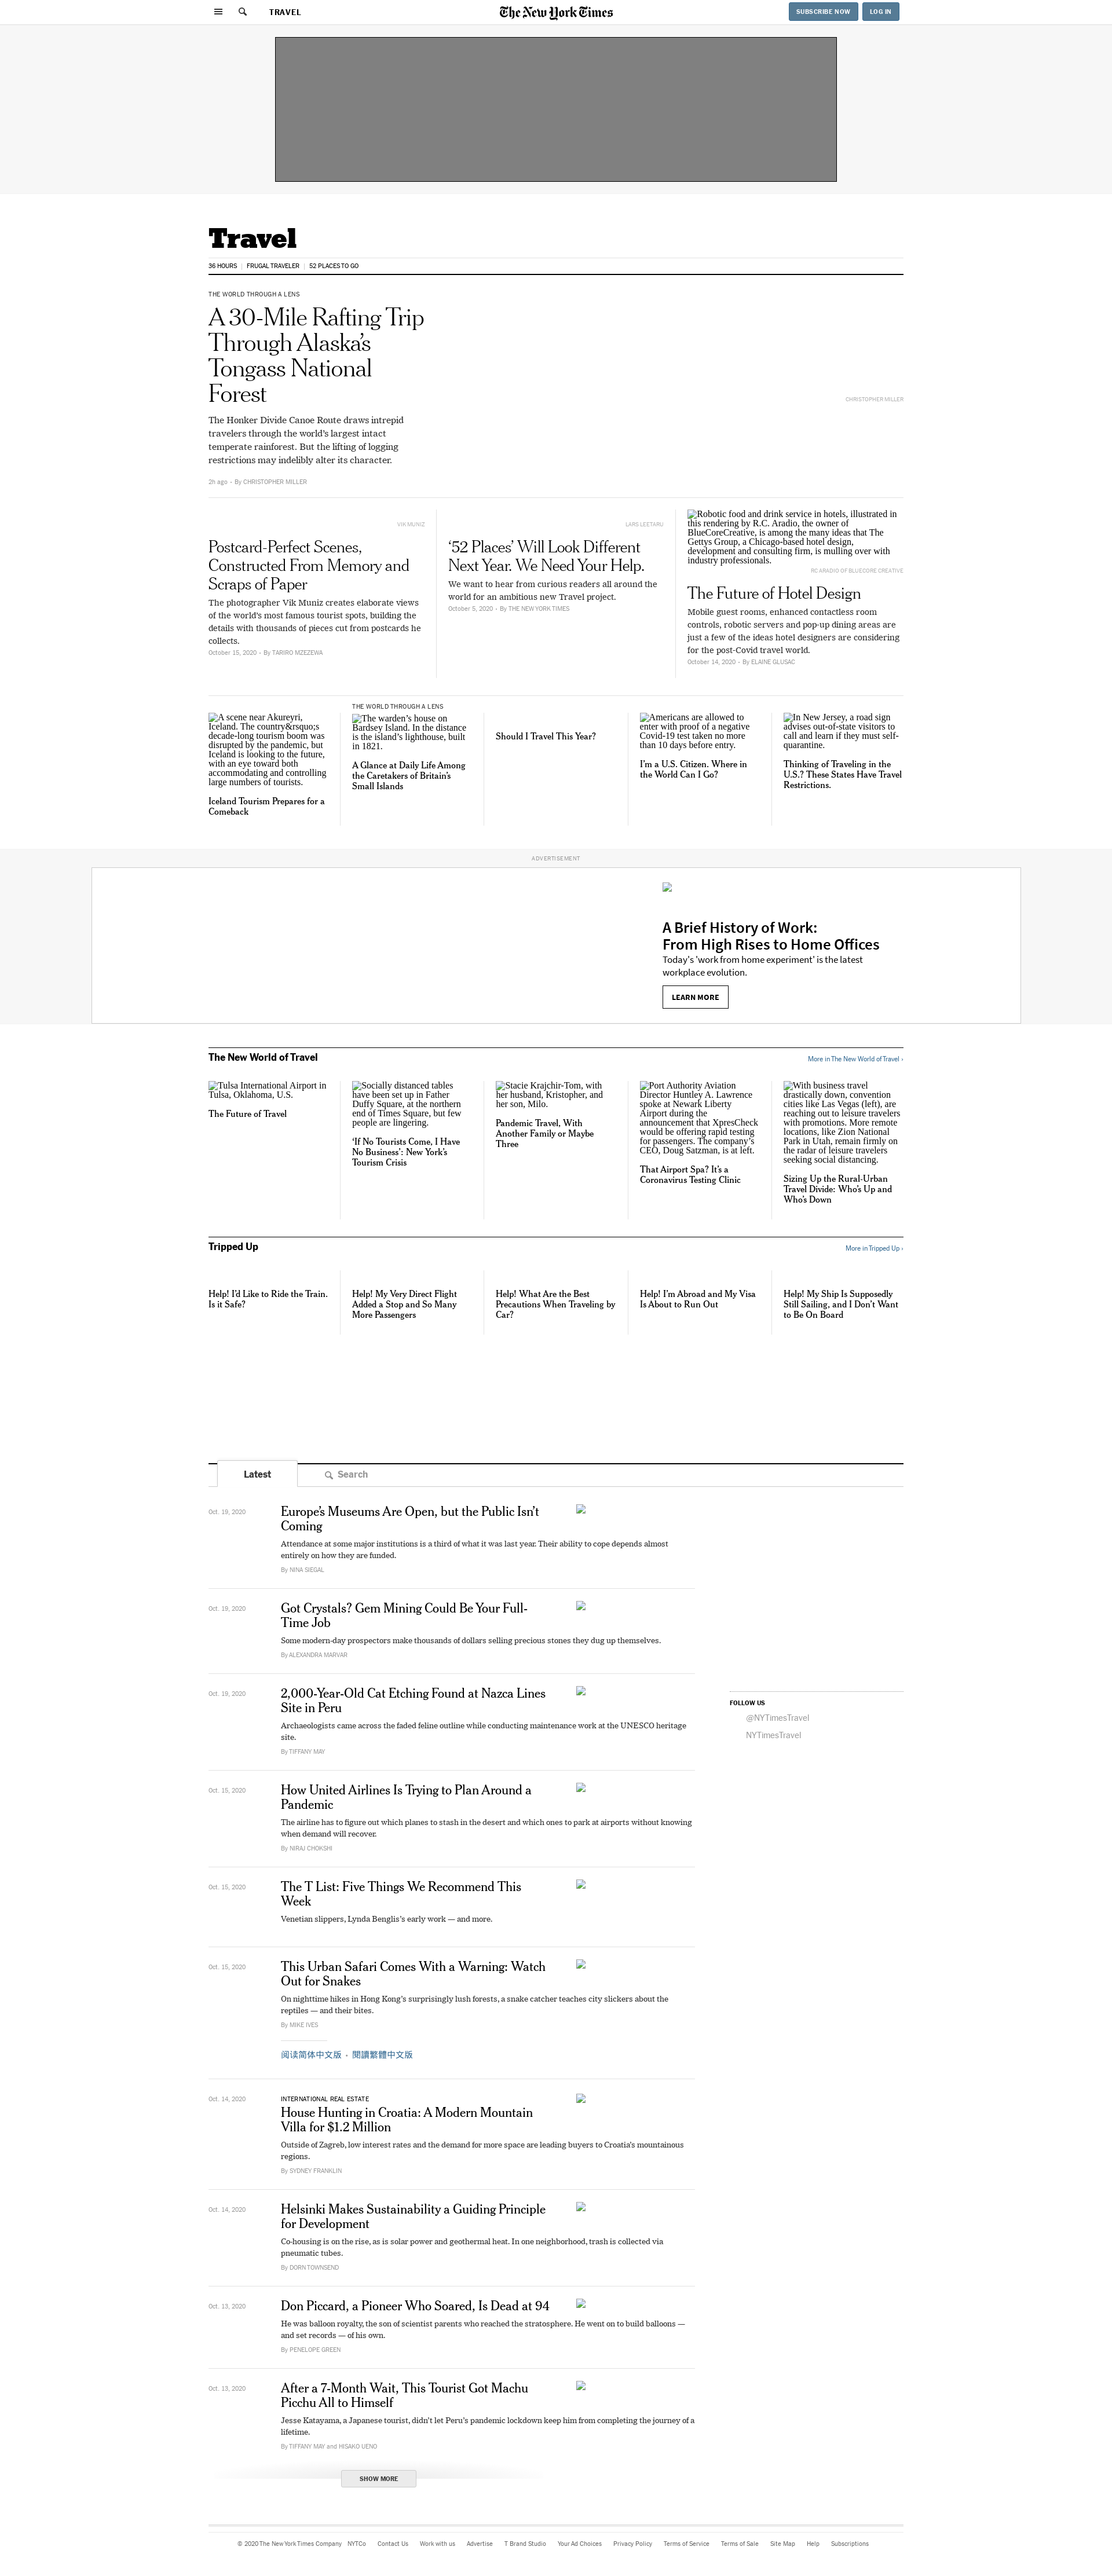 TRAVEL
The New York Times
SUBSCRIBE NOW
LOG IN
Travel
36 HOURS
FRUGAL TRAVELER
52 PLACES TO GO
THE WORLD THROUGH A LENS
A 30-Mile Rafting Trip
Through Alaska’s
Tongass National
Forest
CHRISTOPHER MILLER
The Honker Divide Canoe Route draws intrepid
travelers through the world’s largest intact
temperate rainforest. But the lifting of logging
restrictions may indelibly alter its character.
2h ago • By CHRISTOPHER MILLER
VIK MUNIZ
Postcard-Perfect Scenes,
Constructed From Memory and
Scraps of Paper
The photographer Vik Muniz creates elaborate views
of the world’s most famous tourist spots, building the
details with thousands of pieces cut from postcards he
collects.
October 15, 2020 • By TARIRO MZEZEWA
LARS LEETARU
‘52 Places’ Will Look Different
Next Year. We Need Your Help.
We want to hear from curious readers all around the
world for an ambitious new Travel project.
October 5, 2020 • By THE NEW YORK TIMES
Robotic food and drink service in hotels, illustrated in
this rendering by R.C. Aradio, the owner of
BlueCoreCreative, is among the many ideas that The
Gettys Group, a Chicago-based hotel design,
development and consulting firm, is mulling over with
industry professionals.
RC ARADIO OF BLUECORE CREATIVE
The Future of Hotel Design
Mobile guest rooms, enhanced contactless room
controls, robotic servers and pop-up dining areas are
just a few of the ideas hotel designers are considering
for the post-Covid travel world.
October 14, 2020 • By ELAINE GLUSAC
A scene near Akureyri,
Iceland. The country&rsquo;s
decade-long tourism boom was
disrupted by the pandemic, but
Iceland is looking to the future,
with an eye toward both
accommodating and controlling
large numbers of tourists.
Iceland Tourism Prepares for a
Comeback
THE WORLD THROUGH A LENS
The warden’s house on
Bardsey Island. In the distance
is the island’s lighthouse, built
in 1821.
A Glance at Daily Life Among
the Caretakers of Britain’s
Small Islands
Should I Travel This Year?
Americans are allowed to
enter with proof of a negative
Covid-19 test taken no more
than 10 days before entry.
I’m a U.S. Citizen. Where in
the World Can I Go?
In New Jersey, a road sign
advises out-of-state visitors to
call and learn if they must self-
quarantine.
Thinking of Traveling in the
U.S.? These States Have Travel
Restrictions.
ADVERTISEMENT
A Brief History of Work:
From High Rises to Home Offices
Today's 'work from home experiment' is the latest
workplace evolution.
LEARN MORE
The New World of Travel
More in The New World of Travel ›
Tulsa International Airport in
Tulsa, Oklahoma, U.S.
The Future of Travel
Socially distanced tables
have been set up in Father
Duffy Square, at the northern
end of Times Square, but few
people are lingering.
‘If No Tourists Come, I Have
No Business’: New York’s
Tourism Crisis
Stacie Krajchir-Tom, with
her husband, Kristopher, and
her son, Milo.
Pandemic Travel, With
Another Family or Maybe
Three
Port Authority Aviation
Director Huntley A. Lawrence
spoke at Newark Liberty
Airport during the
announcement that XpresCheck
would be offering rapid testing
for passengers. The company’s
CEO, Doug Satzman, is at left.
That Airport Spa? It’s a
Coronavirus Testing Clinic
With business travel
drastically down, convention
cities like Las Vegas (left), are
reaching out to leisure travelers
with promotions. More remote
locations, like Zion National
Park in Utah, remain firmly on
the radar of leisure travelers
seeking social distancing.
Sizing Up the Rural-Urban
Travel Divide: Who’s Up and
Who’s Down
Tripped Up
More in Tripped Up ›
Help! I’d Like to Ride the Train.
Is it Safe?
Help! My Very Direct Flight
Added a Stop and So Many
More Passengers
Help! What Are the Best
Precautions When Traveling by
Car?
Help! I’m Abroad and My Visa
Is About to Run Out
Help! My Ship Is Supposedly
Still Sailing, and I Don’t Want
to Be On Board
Latest
Search
Oct. 19, 2020
Europe’s Museums Are Open, but the Public Isn’t
Coming
Attendance at some major institutions is a third of what it was last year. Their ability to cope depends almost
entirely on how they are funded.
By NINA SIEGAL
Oct. 19, 2020
Got Crystals? Gem Mining Could Be Your Full-
Time Job
Some modern-day prospectors make thousands of dollars selling precious stones they dug up themselves.
By ALEXANDRA MARVAR
Oct. 19, 2020
2,000-Year-Old Cat Etching Found at Nazca Lines
Site in Peru
Archaeologists came across the faded feline outline while conducting maintenance work at the UNESCO heritage
site.
By TIFFANY MAY
FOLLOW US
@NYTimesTravel
NYTimesTravel
Oct. 15, 2020
How United Airlines Is Trying to Plan Around a
Pandemic
The airline has to figure out which planes to stash in the desert and which ones to park at airports without knowing
when demand will recover.
By NIRAJ CHOKSHI
Oct. 15, 2020
The T List: Five Things We Recommend This
Week
Venetian slippers, Lynda Benglis’s early work — and more.
Oct. 15, 2020
This Urban Safari Comes With a Warning: Watch
Out for Snakes
On nighttime hikes in Hong Kong’s surprisingly lush forests, a snake catcher teaches city slickers about the
reptiles — and their bites.
By MIKE IVES
阅读简体中文版 • 閱讀繁體中文版
Oct. 14, 2020
INTERNATIONAL REAL ESTATE
House Hunting in Croatia: A Modern Mountain
Villa for $1.2 Million
Outside of Zagreb, low interest rates and the demand for more space are leading buyers to Croatia’s mountainous
regions.
By SYDNEY FRANKLIN
Oct. 14, 2020
Helsinki Makes Sustainability a Guiding Principle
for Development
Co-housing is on the rise, as is solar power and geothermal heat. In one neighborhood, trash is collected via
pneumatic tubes.
By DORN TOWNSEND
Oct. 13, 2020
Don Piccard, a Pioneer Who Soared, Is Dead at 94
He was balloon royalty, the son of scientist parents who reached the stratosphere. He went on to build balloons —
and set records — of his own.
By PENELOPE GREEN
Oct. 13, 2020
After a 7-Month Wait, This Tourist Got Machu
Picchu All to Himself
Jesse Katayama, a Japanese tourist, didn’t let Peru’s pandemic lockdown keep him from completing the journey of a
lifetime.
By TIFFANY MAY and HISAKO UENO
SHOW MORE
© 2020 The New York Times Company
NYTCo
Contact Us
Work with us
Advertise
T Brand Studio
Your Ad Choices
Privacy Policy
Terms of Service
Terms of Sale
Site Map
Help
Subscriptions